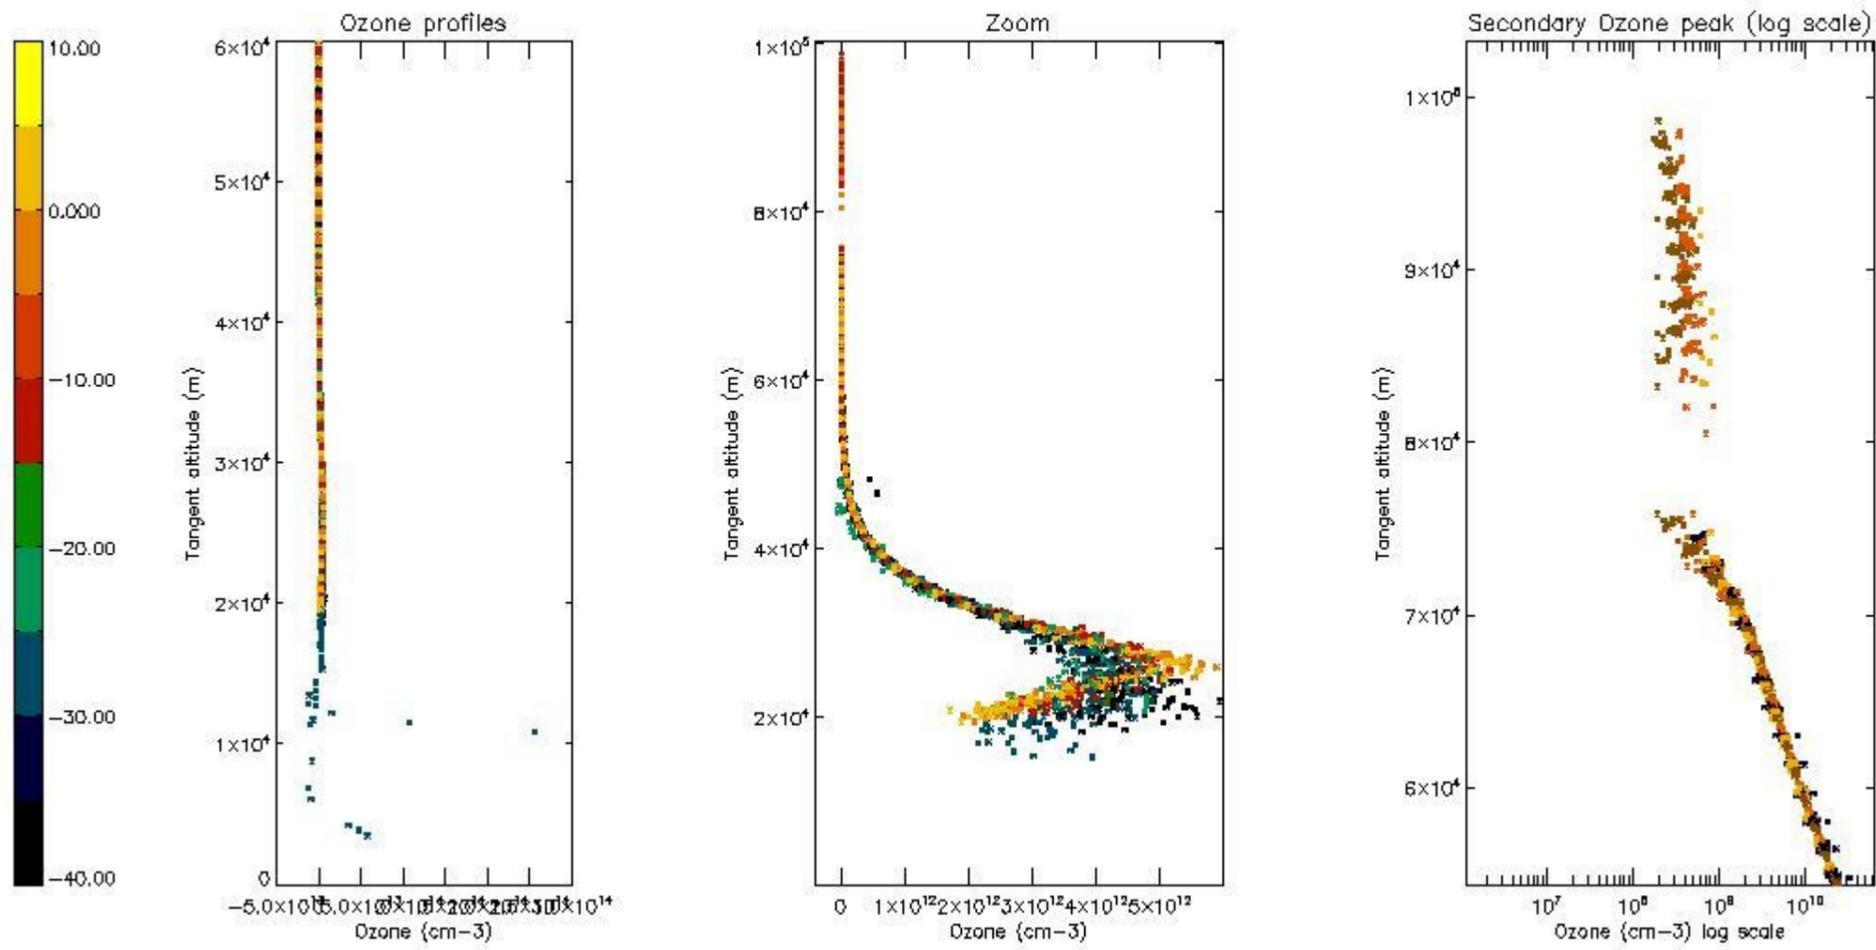 Ozone profiles
Zoom
Secondary Ozone peak (log scale)
10.00
0.000
−10.00
−20.00
−30.00
−40.00
Tangent altitude (m)
6×10⁴
5×10⁴
4×10⁴
3×10⁴
2×10⁴
1×10⁴
0
Ozone (cm−3)
Tangent altitude (m)
1×10⁵
8×10⁴
6×10⁴
4×10⁴
2×10⁴
0 1×10¹² 2×10¹² 3×10¹² 4×10¹² 5×10¹²
Ozone (cm−3)
Tangent altitude (m)
1×10⁵
9×10⁴
8×10⁴
7×10⁴
6×10⁴
10⁷ 10⁸ 10⁹ 10¹⁰
Ozone (cm−3) log scale